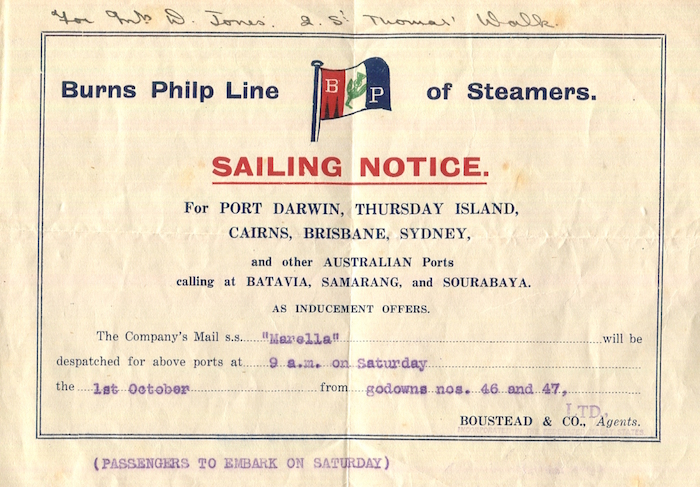 For Mrs D. Jones. 2. St Thomas' Walk.
Burns Philp Line B P of Steamers.
SAILING NOTICE.
For PORT DARWIN, THURSDAY ISLAND,
CAIRNS, BRISBANE, SYDNEY,
and other AUSTRALIAN Ports
calling at BATAVIA, SAMARANG, and SOURABAYA.
AS INDUCEMENT OFFERS.
The Company's Mail s.s. "Marella" will be
despatched for above ports at 9 a.m. on Saturday
the 1st October from godowns nos. 46 and 47,
LTD.,
BOUSTEAD & CO., Agents.
(PASSENGERS TO EMBARK ON SATURDAY)